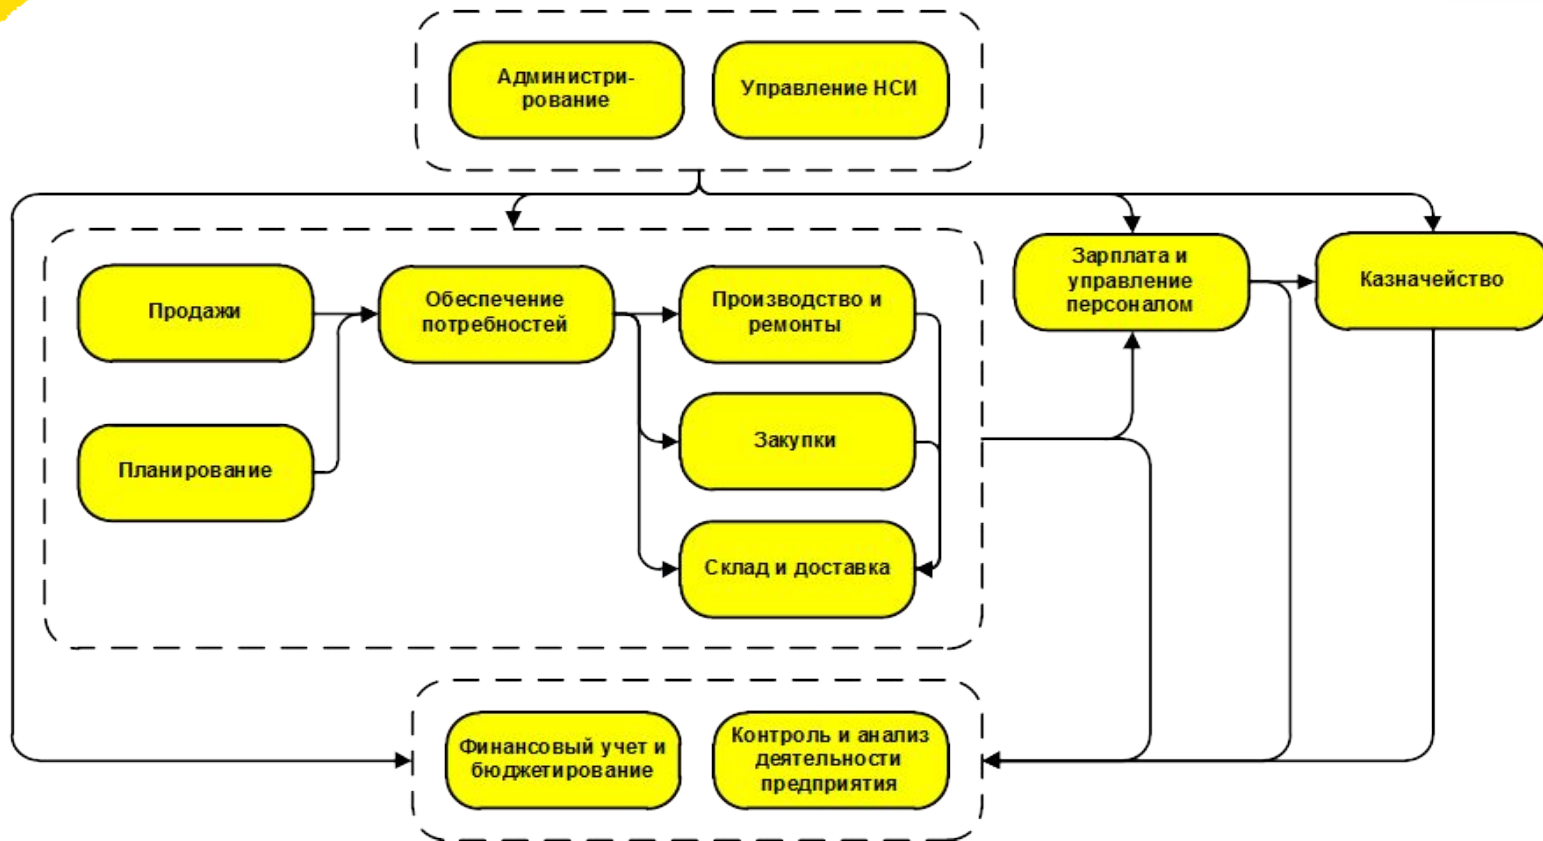 Администри-
рование
Управление НСИ
Продажи
Обеспечение
потребностей
Производство и
ремонты
Зарплата и
управление
персоналом
Казначейство
Планирование
Закупки
Склад и доставка
Финансовый учет и
бюджетирование
Контроль и анализ
деятельности
предприятия